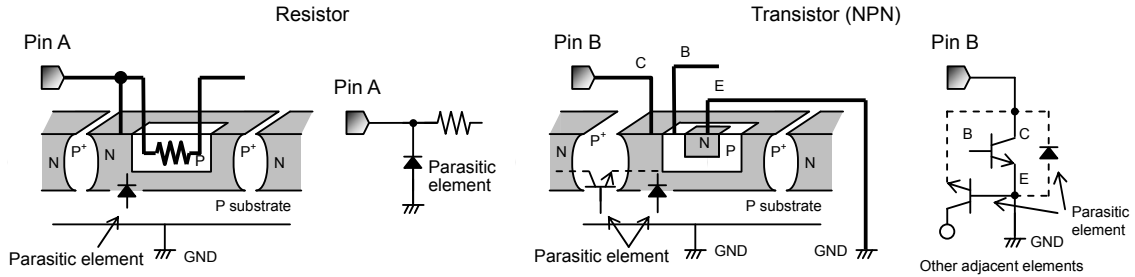 Resistor
Transistor (NPN)
Pin A
Pin A
N
P+
N
P
P+
N
Parasitic
element
P substrate
Parasitic element
GND
Pin B
C
B
E
N
P+
N
N
P
P+
N
P substrate
Parasitic element
GND
GND
Pin B
B
C
E
Parasitic
element
GND
Other adjacent elements